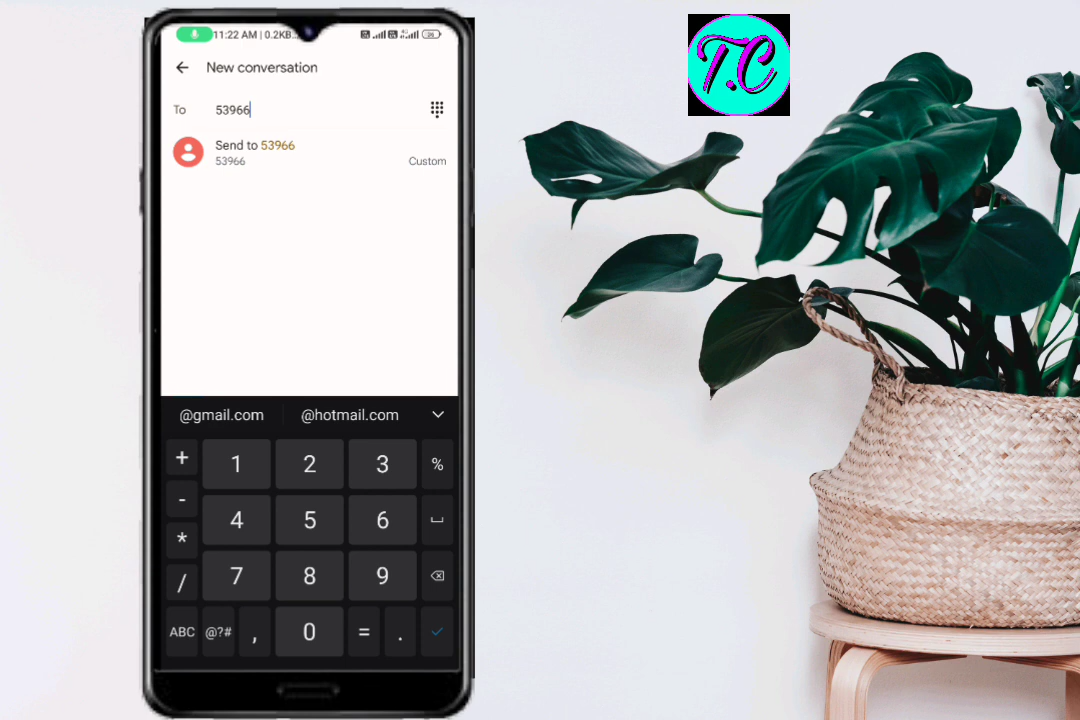 11:22 AM | 0.2KB...
New conversation
To 53966
Send to 53966
53966 Custom
@gmail.com @hotmail.com
+ 1 2 3 %
- 4 5 6
* 7 8 9
/
ABC @?# , 0 = .
T.C